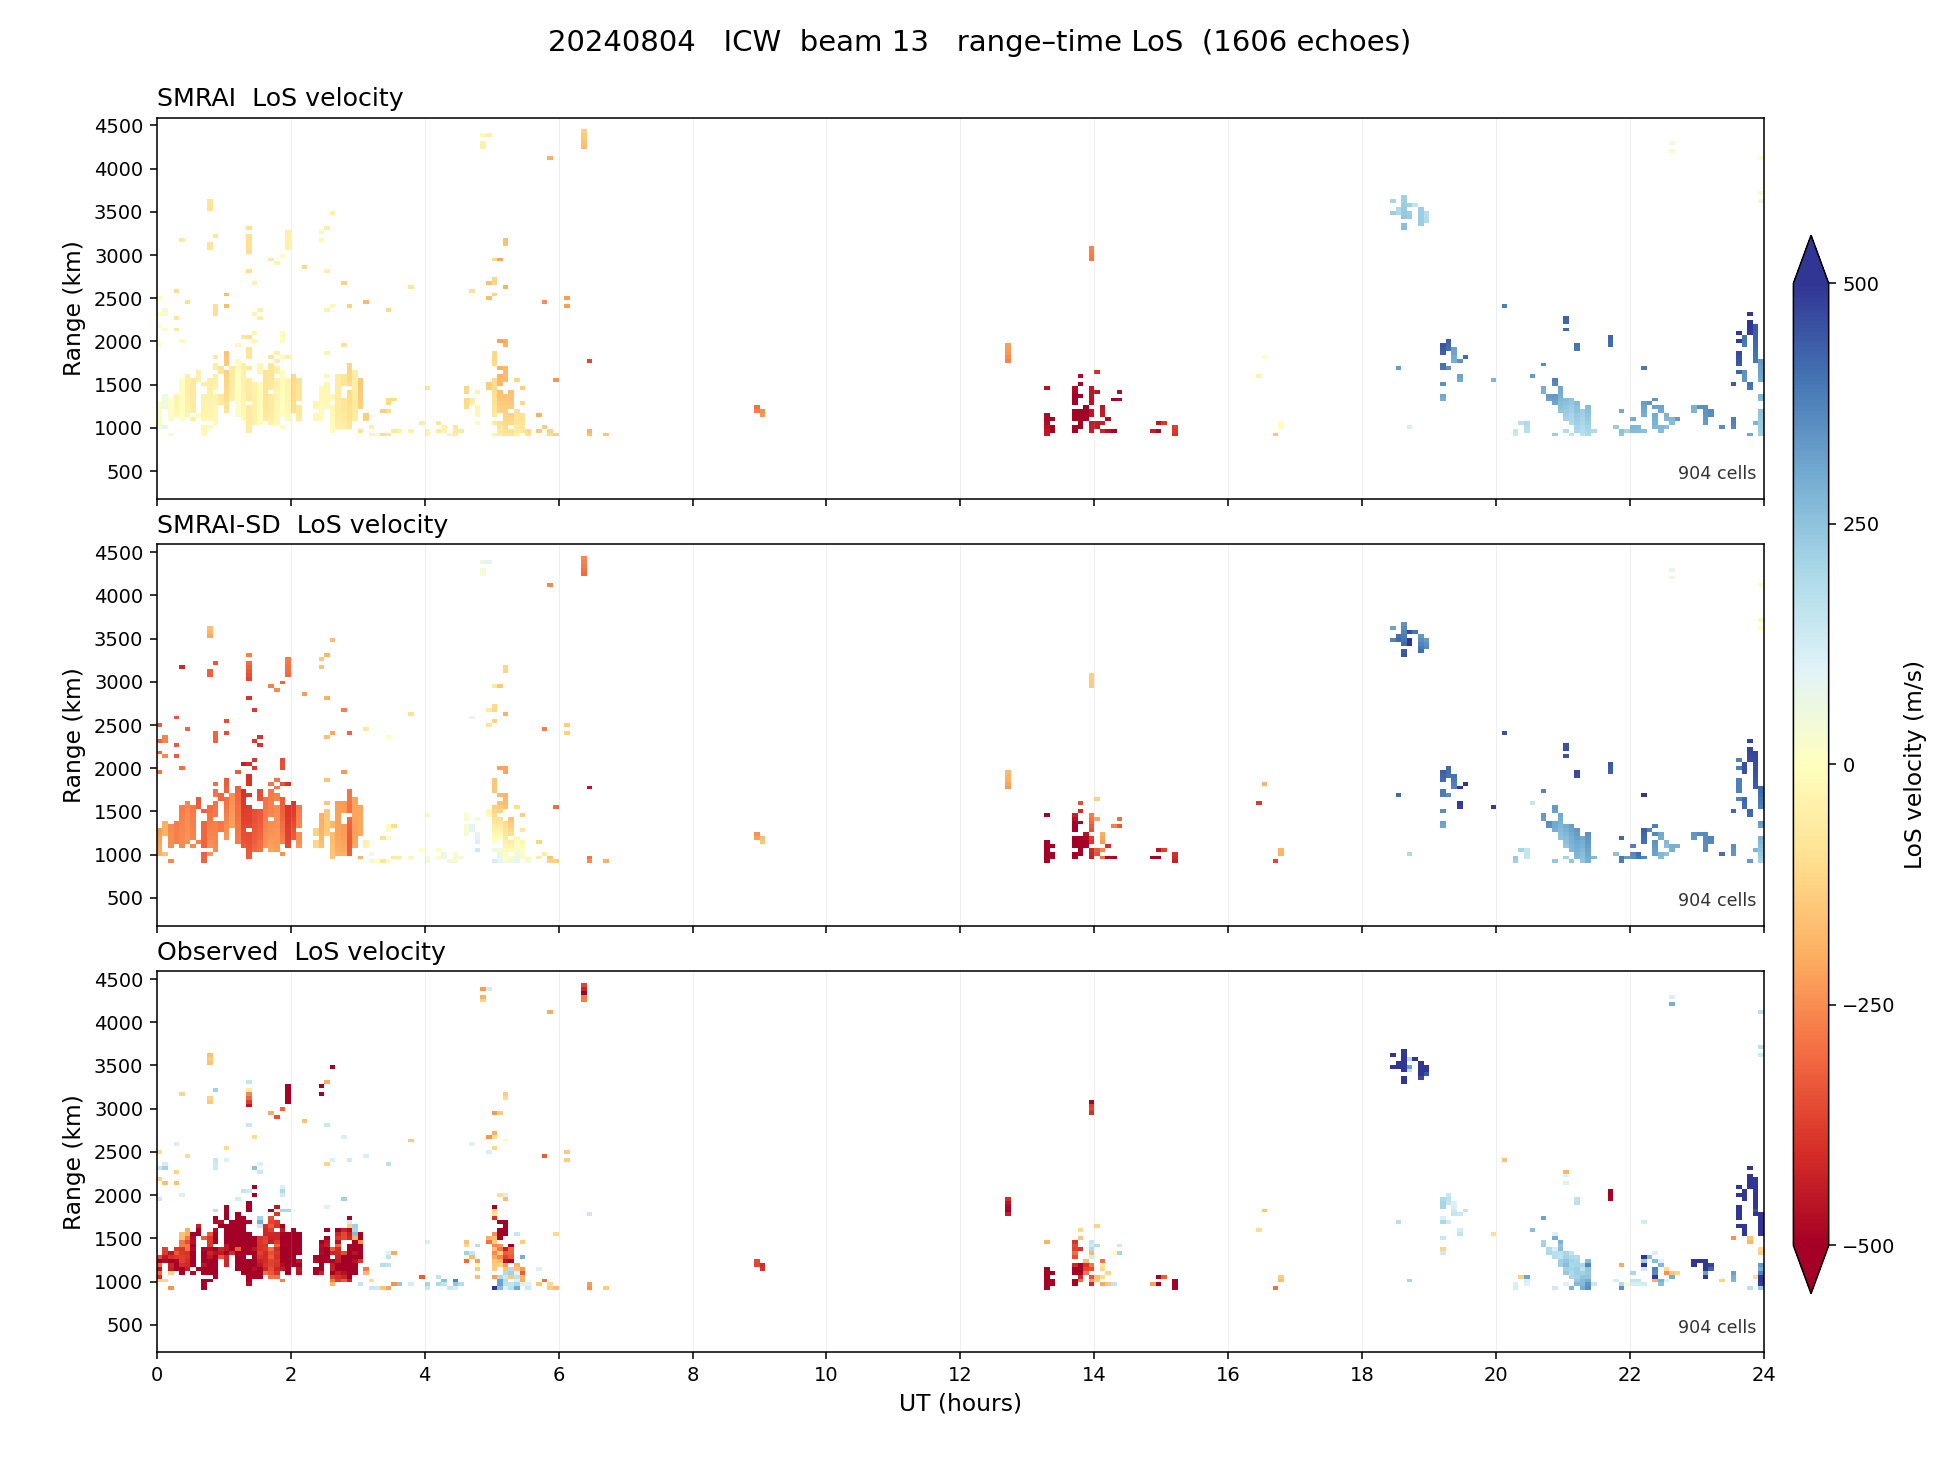 20240804   ICW  beam 13   range–time LoS  (1606 echoes)
SMRAI  LoS velocity
4500
4000
3500
3000
2500
2000
1500
1000
500
Range (km)
904 cells
SMRAI-SD  LoS velocity
4500
4000
3500
3000
2500
2000
1500
1000
500
Range (km)
904 cells
Observed  LoS velocity
4500
4000
3500
3000
2500
2000
1500
1000
500
Range (km)
904 cells
0 2 4 6 8 10 12 14 16 18 20 22 24
UT (hours)
500
250
0
−250
−500
LoS velocity (m/s)